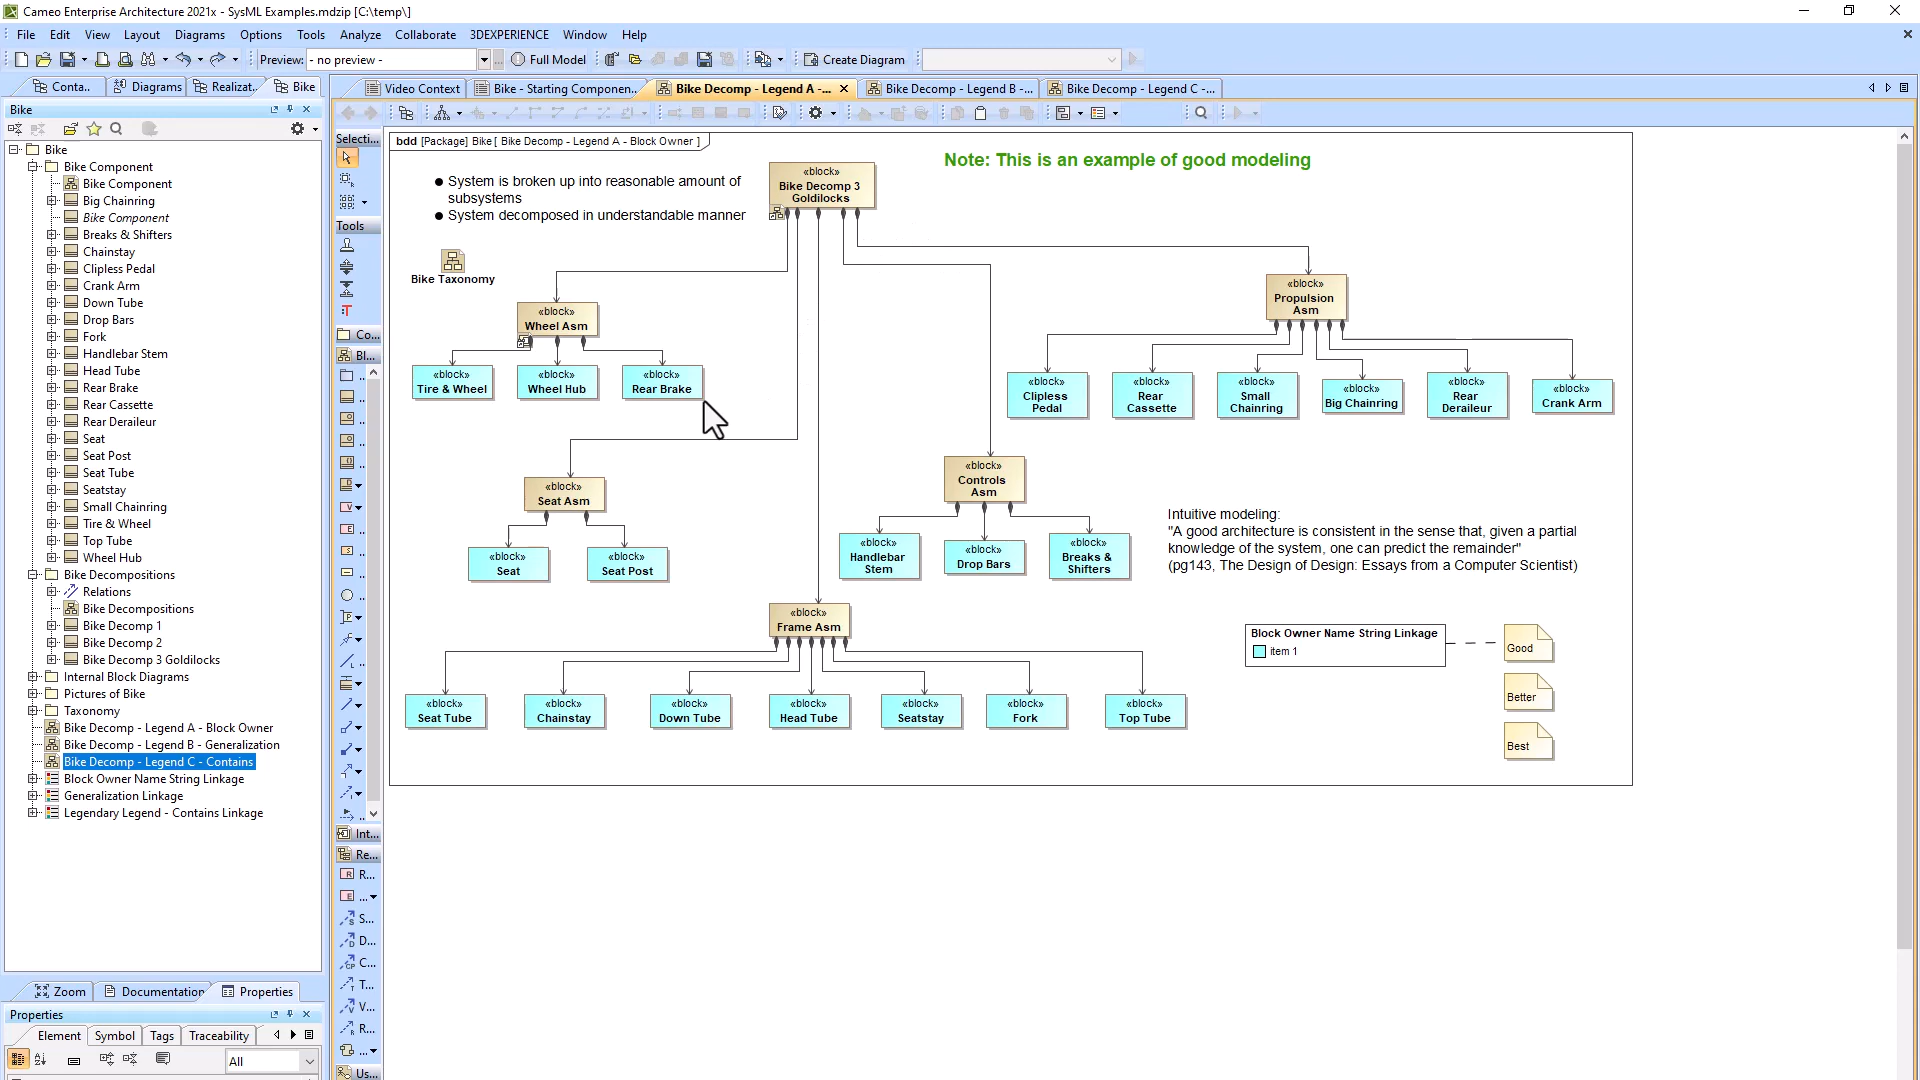 Cameo Enterprise Architecture 2021x - SysML Examples.mdzip [C:\temp\]
File Edit View Layout Diagrams Options Tools Analyze Collaborate 3DEXPERIENCE Window Help
Preview: - no preview - Full Model Create Diagram
Conta.. Diagrams Realizat.. Bike
Video Context Bike - Starting Componen.. Bike Decomp - Legend A -... Bike Decomp - Legend B -... Bike Decomp - Legend C -...
Bike
Bike
Bike Component
Bike Component
Big Chainring
Bike Component
Breaks & Shifters
Chainstay
Clipless Pedal
Crank Arm
Down Tube
Drop Bars
Fork
Handlebar Stem
Head Tube
Rear Brake
Rear Cassette
Rear Deraileur
Seat
Seat Post
Seat Tube
Seatstay
Small Chainring
Tire & Wheel
Top Tube
Wheel Hub
Bike Decompositions
Relations
Bike Decompositions
Bike Decomp 1
Bike Decomp 2
Bike Decomp 3 Goldilocks
Internal Block Diagrams
Pictures of Bike
Taxonomy
Bike Decomp - Legend A - Block Owner
Bike Decomp - Legend B - Generalization
Bike Decomp - Legend C - Contains
Block Owner Name String Linkage
Generalization Linkage
Legendary Legend - Contains Linkage
Zoom Documentation Properties
Properties
Element Symbol Tags Traceability
All
Selecti...
Tools
Co...
Bl...
Int...
Re...
R...
...
S...
D...
C...
T...
V...
R...
...
Us...
bdd [Package] Bike [ Bike Decomp - Legend A - Block Owner ]
● System is broken up into reasonable amount of
subsystems
● System decomposed in understandable manner
Bike Taxonomy
Note: This is an example of good modeling
«block»
Bike Decomp 3
Goldilocks
«block»
Wheel Asm
«block»
Tire & Wheel
«block»
Wheel Hub
«block»
Rear Brake
«block»
Propulsion
Asm
«block»
Clipless
Pedal
«block»
Rear
Cassette
«block»
Small
Chainring
«block»
Big Chainring
«block»
Rear
Deraileur
«block»
Crank Arm
«block»
Seat Asm
«block»
Seat
«block»
Seat Post
«block»
Controls
Asm
«block»
Handlebar
Stem
«block»
Drop Bars
«block»
Breaks &
Shifters
Intuitive modeling:
"A good architecture is consistent in the sense that, given a partial
knowledge of the system, one can predict the remainder"
(pg143, The Design of Design: Essays from a Computer Scientist)
«block»
Frame Asm
«block»
Seat Tube
«block»
Chainstay
«block»
Down Tube
«block»
Head Tube
«block»
Seatstay
«block»
Fork
«block»
Top Tube
Block Owner Name String Linkage
item 1
Good
Better
Best